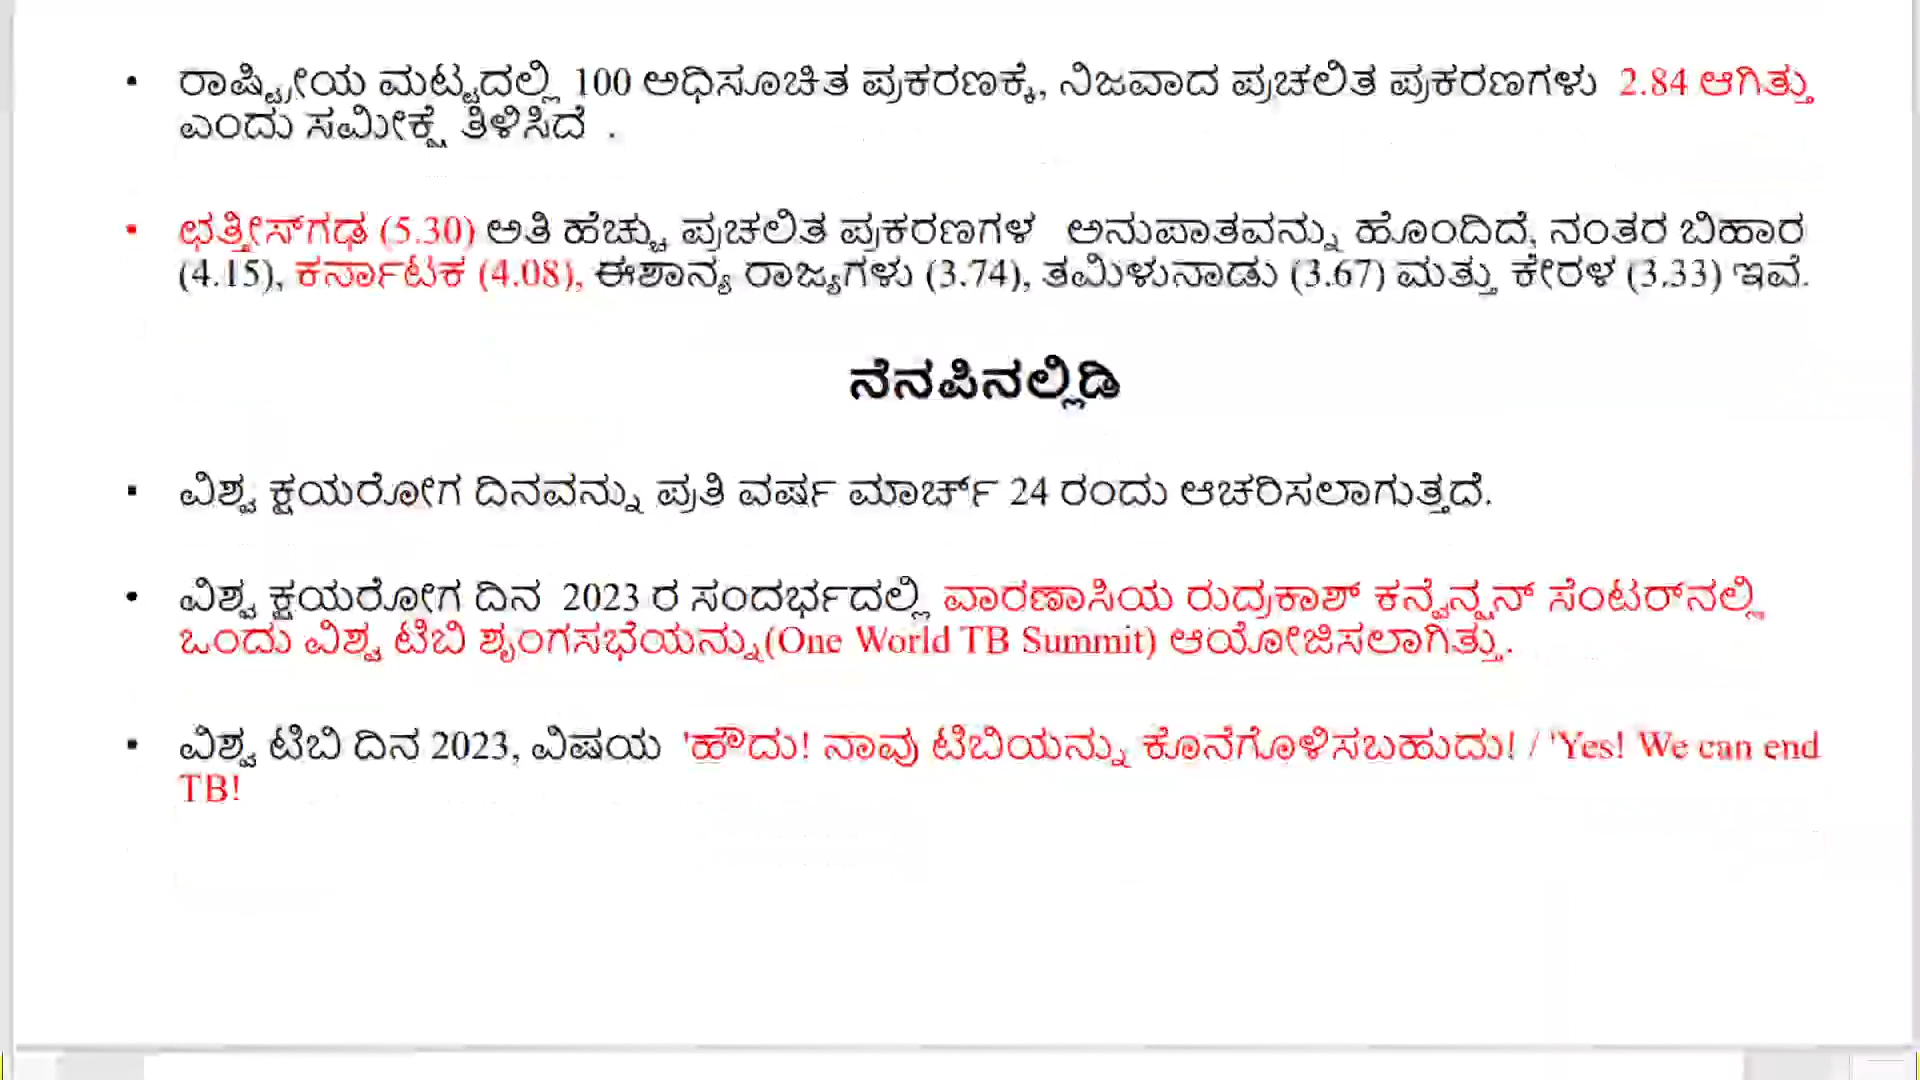 • ರಾಷ್ಟ್ರೀಯ ಮಟ್ಟದಲ್ಲಿ 100 ಅಧಿಸೂಚಿತ ಪ್ರಕರಣಕ್ಕೆ, ನಿಜವಾದ ಪ್ರಚಲಿತ ಪ್ರಕರಣಗಳು 2.84 ಆಗಿತ್ತು
ಎಂದು ಸಮೀಕ್ಷೆ ತಿಳಿಸಿದೆ .
• ಛತ್ತೀಸ್‌ಗಢ (5.30) ಅತಿ ಹೆಚ್ಚು ಪ್ರಚಲಿತ ಪ್ರಕರಣಗಳ ಅನುಪಾತವನ್ನು ಹೊಂದಿದೆ, ನಂತರ ಬಿಹಾರ
(4.15), ಕರ್ನಾಟಕ (4.08), ಈಶಾನ್ಯ ರಾಜ್ಯಗಳು (3.74), ತಮಿಳುನಾಡು (3.67) ಮತ್ತು ಕೇರಳ (3.33) ಇವೆ.
ನೆನಪಿನಲ್ಲಿಡಿ
• ವಿಶ್ವ ಕ್ಷಯರೋಗ ದಿನವನ್ನು ಪ್ರತಿ ವರ್ಷ ಮಾರ್ಚ್ 24 ರಂದು ಆಚರಿಸಲಾಗುತ್ತದೆ.
• ವಿಶ್ವ ಕ್ಷಯರೋಗ ದಿನ 2023 ರ ಸಂದರ್ಭದಲ್ಲಿ ವಾರಣಾಸಿಯ ರುದ್ರಕಾಶ್ ಕನ್ವೆನ್ಷನ್ ಸೆಂಟರ್‌ನಲ್ಲಿ
ಒಂದು ವಿಶ್ವ ಟಿಬಿ ಶೃಂಗಸಭೆಯನ್ನು(One World TB Summit) ಆಯೋಜಿಸಲಾಗಿತ್ತು.
• ವಿಶ್ವ ಟಿಬಿ ದಿನ 2023, ವಿಷಯ 'ಹೌದು! ನಾವು ಟಿಬಿಯನ್ನು ಕೊನೆಗೊಳಿಸಬಹುದು! / 'Yes! We can end
TB!